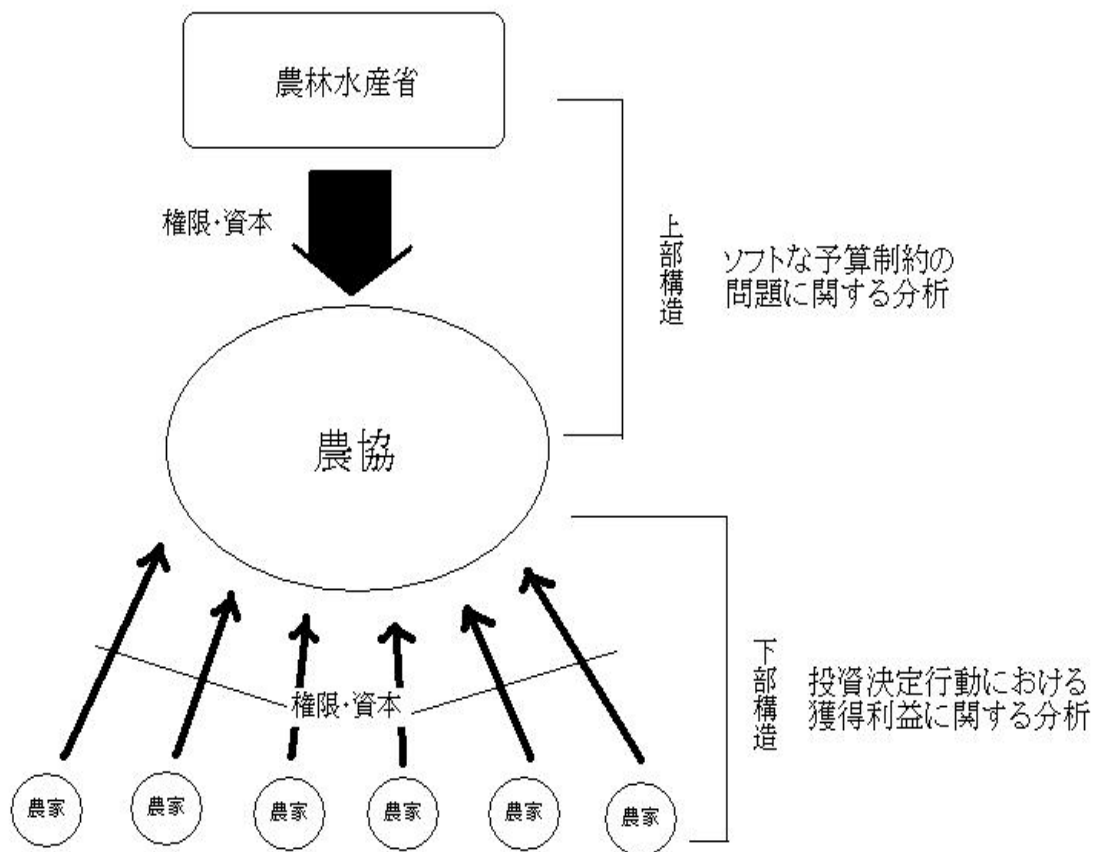 農林水産省
権限・資本
上部構造
ソフトな予算制約の
問題に関する分析
農協
権限・資本
下部構造
投資決定行動における
獲得利益に関する分析
農家
農家
農家
農家
農家
農家